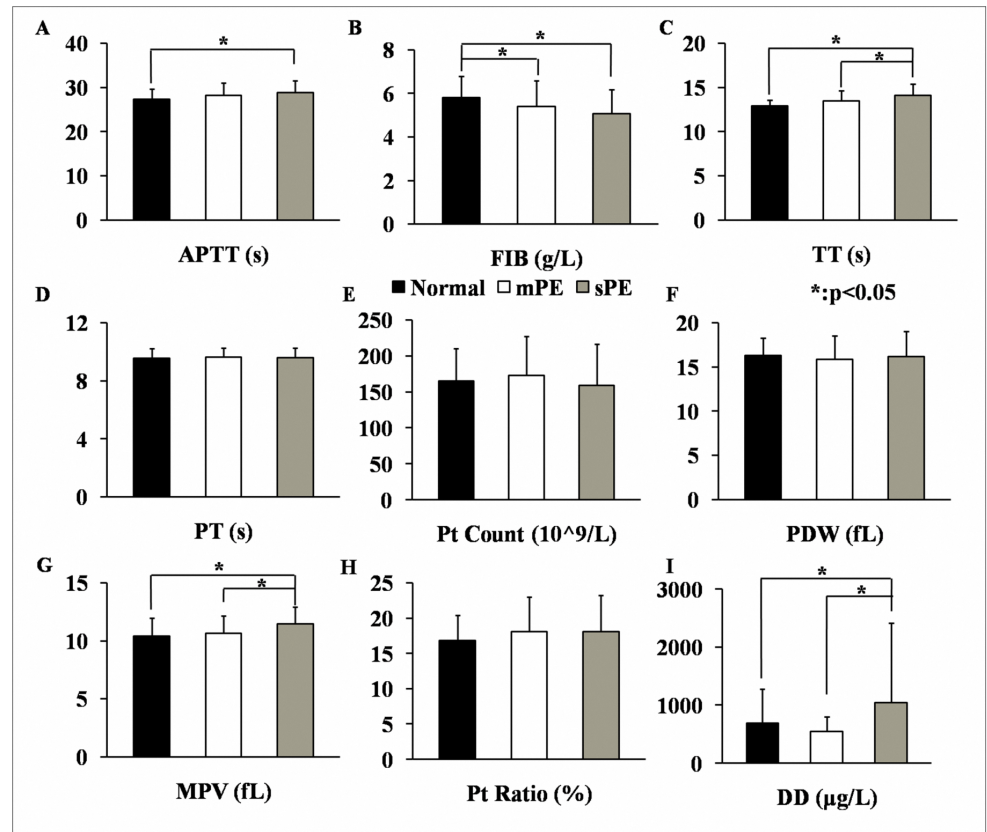 A
40
30
20
10
0
*
APTT (s)
B
8
6
4
2
0
*
*
FIB (g/L)
C
20
15
10
5
0
*
*
TT (s)
Normal mPE sPE
*:p<0.05
D
12
8
4
0
PT (s)
E
250
200
150
100
50
0
Pt Count (10^9/L)
F
20
15
10
5
0
PDW (fL)
G
15
10
5
0
*
*
MPV (fL)
H
25
20
15
10
5
0
Pt Ratio (%)
I
3000
2000
1000
0
*
*
DD (µg/L)